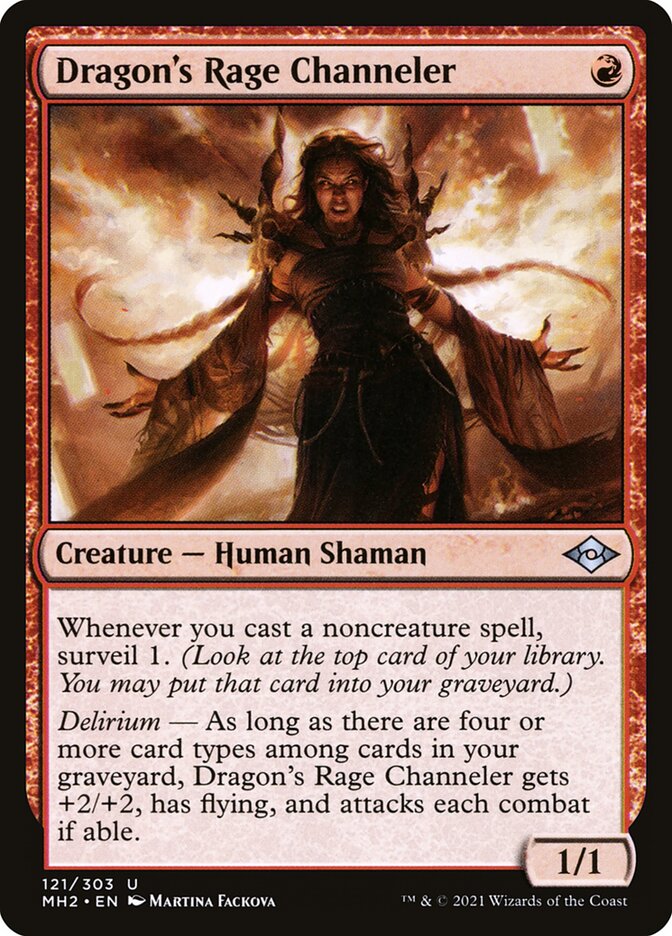 Dragon's Rage Channeler
Creature — Human Shaman
Whenever you cast a noncreature spell,
surveil 1. (Look at the top card of your library.
You may put that card into your graveyard.)
Delirium — As long as there are four or
more card types among cards in your
graveyard, Dragon's Rage Channeler gets
+2/+2, has flying, and attacks each combat
if able.
1/1
121/303 U
MH2 • EN Martina Fackova
™ & © 2021 Wizards of the Coast